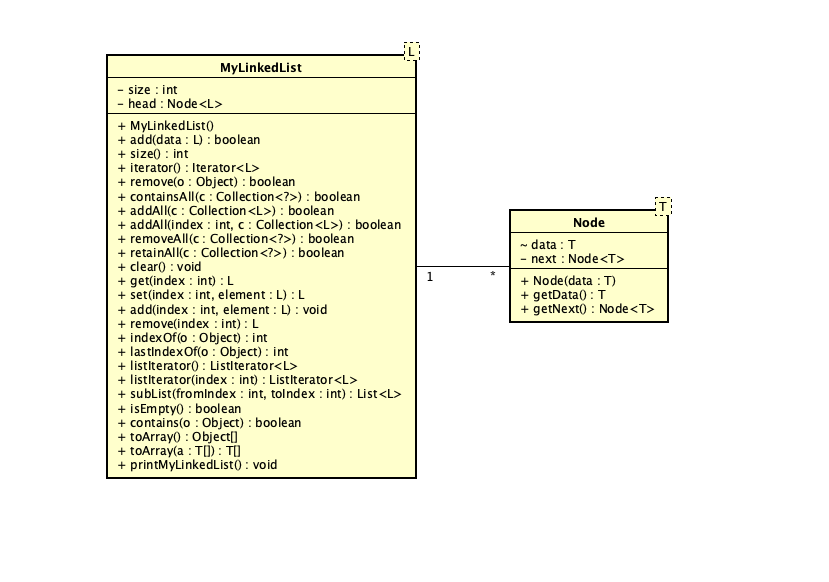 L
MyLinkedList
- size : int
- head : Node<L>
+ MyLinkedList()
+ add(data : L) : boolean
+ size() : int
+ iterator() : Iterator<L>
+ remove(o : Object) : boolean
+ containsAll(c : Collection<?>) : boolean
+ addAll(c : Collection<L>) : boolean
+ addAll(index : int, c : Collection<L>) : boolean
+ removeAll(c : Collection<?>) : boolean
+ retainAll(c : Collection<?>) : boolean
+ clear() : void
+ get(index : int) : L
+ set(index : int, element : L) : L
+ add(index : int, element : L) : void
+ remove(index : int) : L
+ indexOf(o : Object) : int
+ lastIndexOf(o : Object) : int
+ listIterator() : ListIterator<L>
+ listIterator(index : int) : ListIterator<L>
+ subList(fromIndex : int, toIndex : int) : List<L>
+ isEmpty() : boolean
+ contains(o : Object) : boolean
+ toArray() : Object[]
+ toArray(a : T[]) : T[]
+ printMyLinkedList() : void
1
*
T
Node
~ data : T
- next : Node<T>
+ Node(data : T)
+ getData() : T
+ getNext() : Node<T>